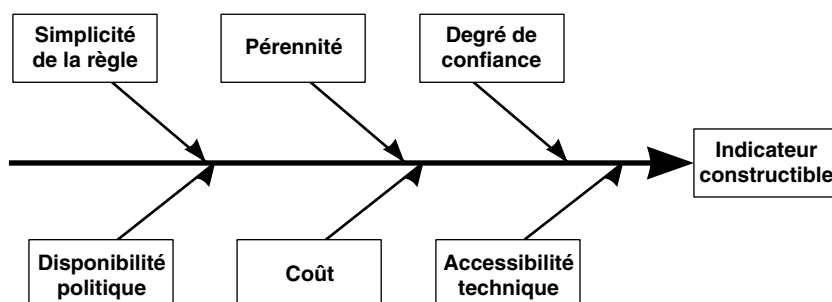 Simplicité
de la règle
Pérennité
Degré de
confiance
Indicateur
constructible
Disponibilité
politique
Coût
Accessibilité
technique